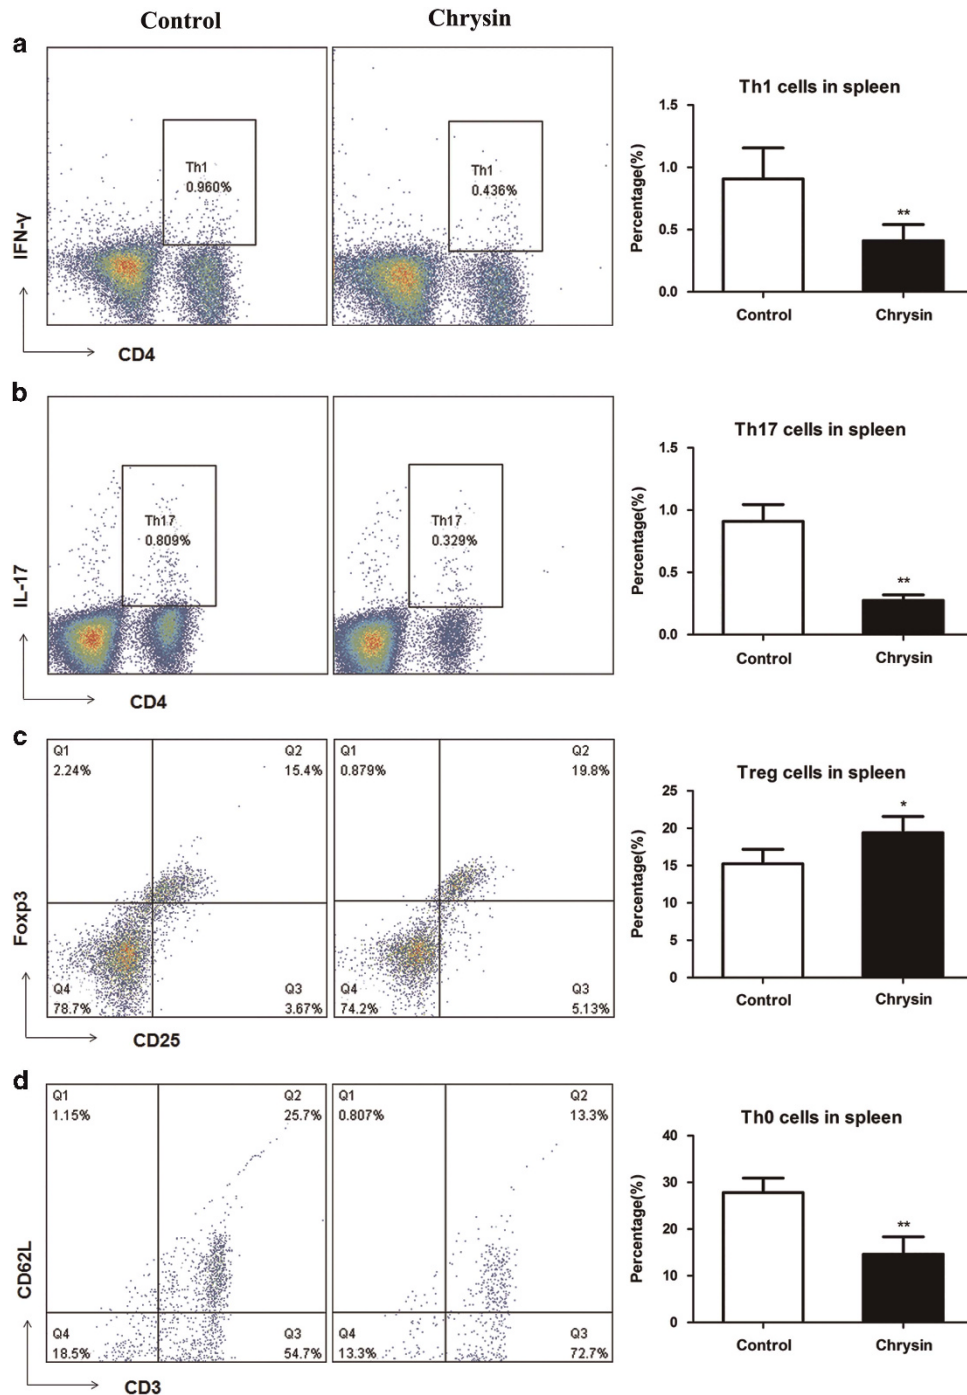 Control
Chrysin
a
Th1
0.960%
Th1
0.436%
IFN-γ
CD4
Th1 cells in spleen
Percentage(%)
1.5
1.0
0.5
0.0
**
Control
Chrysin
b
Th17
0.809%
Th17
0.329%
IL-17
CD4
Th17 cells in spleen
Percentage(%)
1.5
1.0
0.5
0.0
**
Control
Chrysin
c
Q1
2.24%
Q2
15.4%
Q4
78.7%
Q3
3.67%
Q1
0.879%
Q2
19.8%
Q4
74.2%
Q3
5.13%
Foxp3
CD25
Treg cells in spleen
Percentage(%)
25
20
15
10
5
0
*
Control
Chrysin
d
Q1
1.15%
Q2
25.7%
Q4
18.5%
Q3
54.7%
Q1
0.807%
Q2
13.3%
Q4
13.3%
Q3
72.7%
CD62L
CD3
Th0 cells in spleen
Percentage(%)
40
30
20
10
0
**
Control
Chrysin